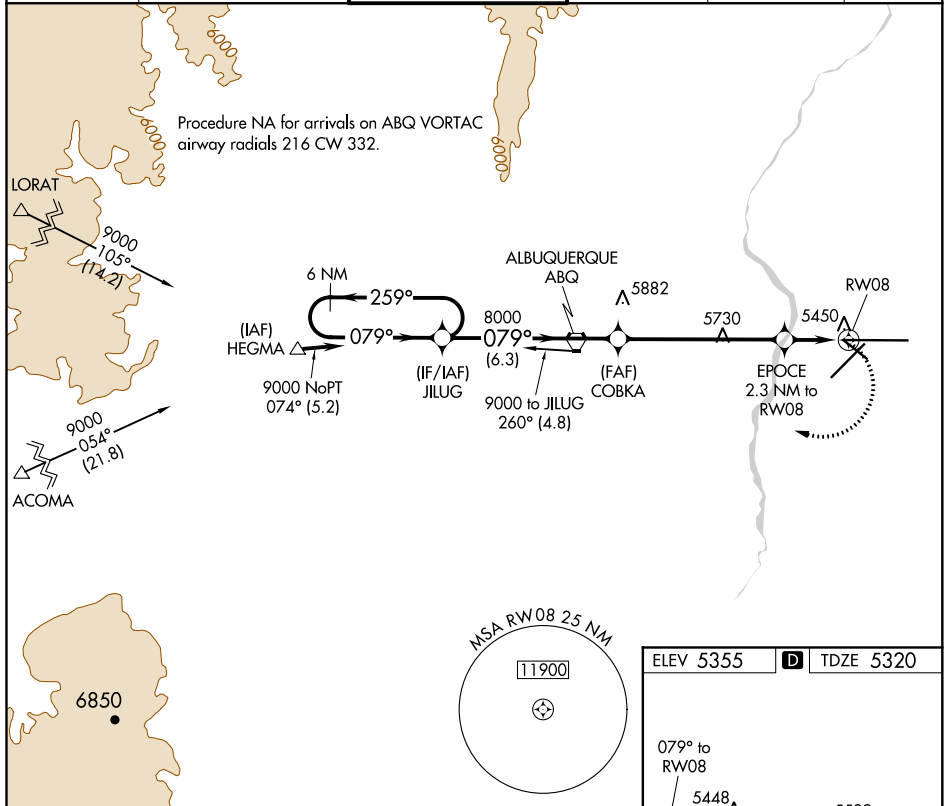 6000
6000
6000
Procedure NA for arrivals on ABQ VORTAC
airway radials 216 CW 332.
LORAT
9000
105°
(14.2)
6 NM
259°
079°
(IAF)
HEGMA
9000 NoPT
074° (5.2)
(IF/IAF)
JILUG
8000
079°
(6.3)
ALBUQUERQUE
ABQ
9000 to JILUG
260° (4.8)
5882
(FAF)
COBKA
5730
5450
RW08
EPOCE
2.3 NM to
RW08
9000
054°
(21.8)
ACOMA
6850
MSA RW08 25 NM
11900
ELEV 5355
D
TDZE 5320
079° to
RW08
5448